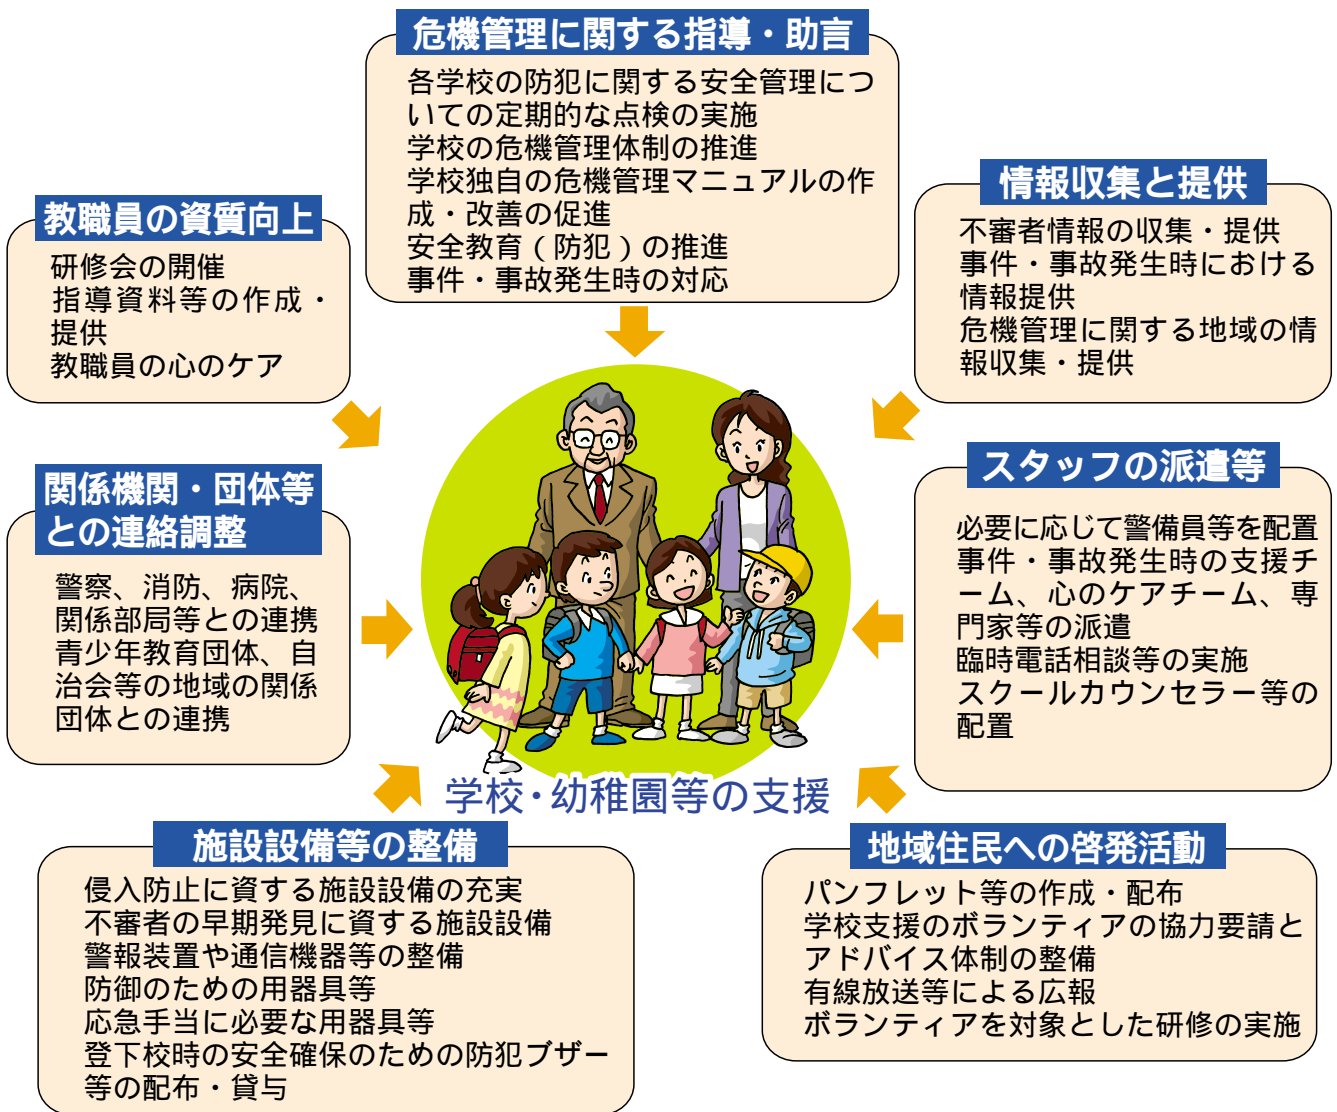 危機管理に関する指導・助言
各学校の防犯に関する安全管理につ
いての定期的な点検の実施
学校の危機管理体制の推進
学校独自の危機管理マニュアルの作
成・改善の促進
安全教育（防犯）の推進
事件・事故発生時の対応
教職員の資質向上
研修会の開催
指導資料等の作成・
提供
教職員の心のケア
情報収集と提供
不審者情報の収集・提供
事件・事故発生時における
情報提供
危機管理に関する地域の情
報収集・提供
関係機関・団体等
との連絡調整
警察、消防、病院、
関係部局等との連携
青少年教育団体、自
治会等の地域の関係
団体との連携
スタッフの派遣等
必要に応じて警備員等を配置
事件・事故発生時の支援チ
ーム、心のケアチーム、専
門家等の派遣
臨時電話相談等の実施
スクールカウンセラー等の
配置
学校・幼稚園等の支援
施設設備等の整備
侵入防止に資する施設設備の充実
不審者の早期発見に資する施設設備
警報装置や通信機器等の整備
防御のための用器具等
応急手当に必要な用器具等
登下校時の安全確保のための防犯ブザー
等の配布・貸与
地域住民への啓発活動
パンフレット等の作成・配布
学校支援のボランティアの協力要請と
アドバイス体制の整備
有線放送等による広報
ボランティアを対象とした研修の実施